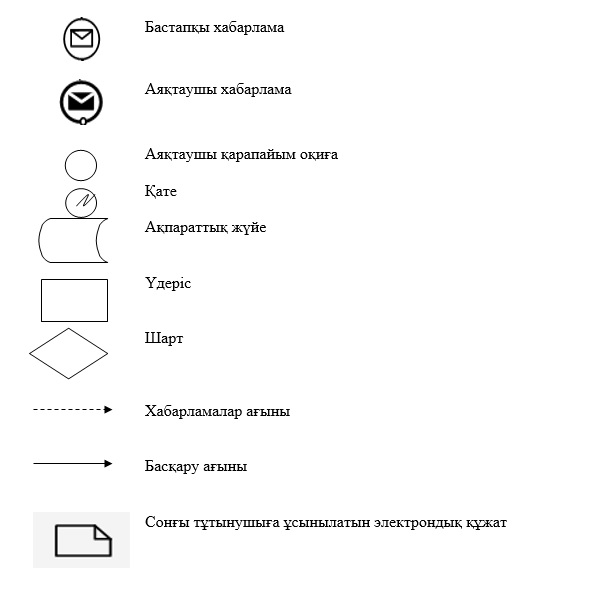 Бастапқы хабарлама
Аяқтаушы хабарлама
Аяқтаушы қарапайым оқиға
Қате
Ақпараттық жүйе
Үдеріс
Шарт
Хабарламалар ағыны
Басқару ағыны
Сонғы тұтынушыға ұсынылатын электрондық құжат